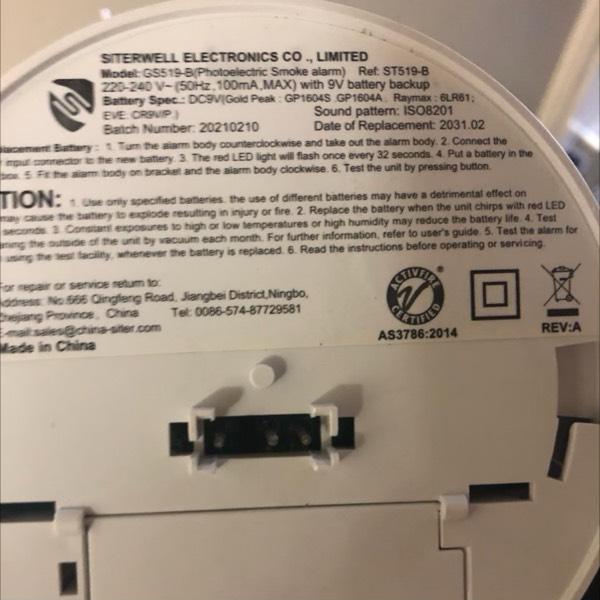 SITERWELL ELECTRONICS CO ., LIMITED
Model: GS519-B(Photoelectric Smoke alarm) Ref: ST519-B
220-240 V~ (50Hz ,100mA,MAX) with 9V battery backup
Battery Spec.: DC9V(Gold Peak : GP1604S ,GP1604A , Raymax : 6LR61;
EVE: CR9V/P.) Sound pattern: ISO8201
Batch Number: 20210210 Date of Replacement: 2031.02
lacement Battery : 1. Turn the alarm body counterclockwise and take out the alarm body. 2. Connect the
input connector to the new battery. 3. The red LED light will flash once every 32 seconds. 4. Put a battery in the
box. 5. Fit the alarm body on bracket and the alarm body clockwise. 6. Test the unit by pressing button.
TION: 1. Use only specified batteries. the use of different batteries may have a detrimental effect on
may cause the battery to explode resulting in injury or fire. 2. Replace the battery when the unit chirps with red LED
seconds. 3. Constant exposures to high or low temperatures or high humidity may reduce the battery life. 4. Test
aning the outside of the unit by vacuum each month. For further information, refer to user's guide. 5. Test the alarm for
using the test facility, whenever the battery is replaced. 6. Read the instructions before operating or servicing.
For repair or service return to:
ddress: No.666 Qingfeng Road, Jiangbei District,Ningbo,
Zhejiang Province , China Tel: 0086-574-87729581
E-mail:sales@china-siter.com
Made in China
ACTIVFIRE
CERTIFIED
AS3786:2014
REV:A